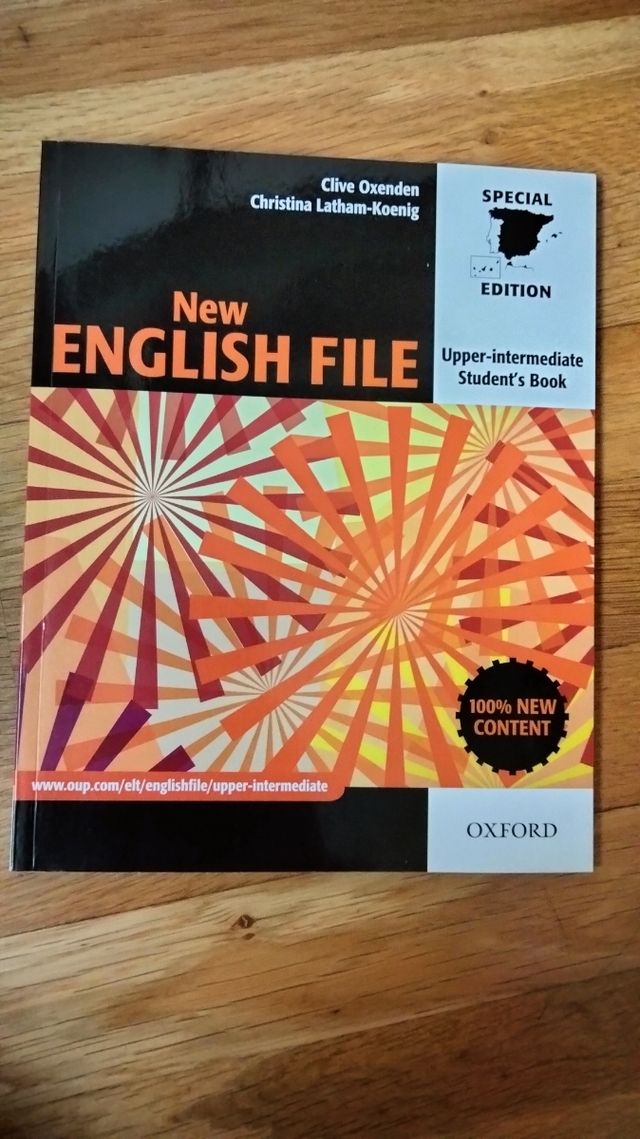 Clive Oxenden
Christina Latham-Koenig
SPECIAL
EDITION
New
ENGLISH FILE
Upper-intermediate
Student's Book
100% NEW
CONTENT
www.oup.com/elt/englishfile/upper-intermediate
OXFORD